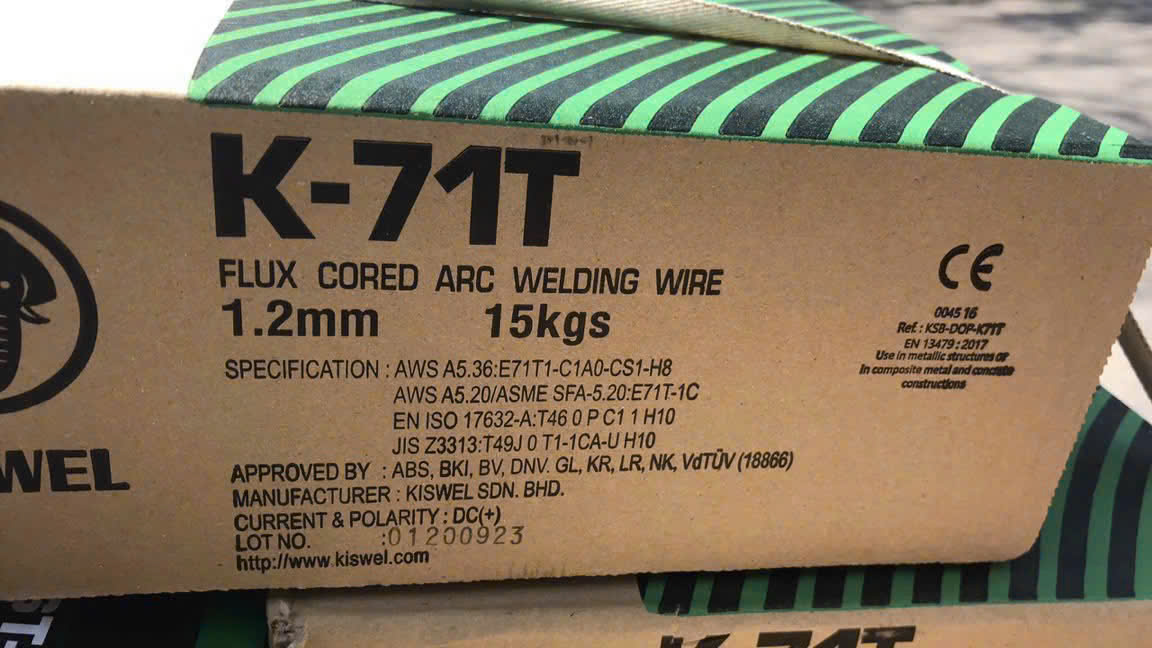 K-71T
FLUX CORED ARC WELDING WIRE
1.2mm 15kgs
SPECIFICATION : AWS A5.36:E71T1-C1A0-CS1-H8
AWS A5.20/ASME SFA-5.20:E71T-1C
EN ISO 17632-A:T46 0 P C1 1 H10
JIS Z3313:T49J 0 T1-1CA-U H10
APPROVED BY : ABS, BKI, BV, DNV. GL, KR, LR, NK, VdTÜV (18866)
MANUFACTURER : KISWEL SDN. BHD.
CURRENT & POLARITY : DC(+)
LOT NO. :01200923
http://www.kiswel.com
CE
0045 16
Ref. : KSB-DOP-K71T
EN 13479 : 2017
Use in metallic structures or
In composite metal and concrete
constructions
SWEL
ST-
K-71T